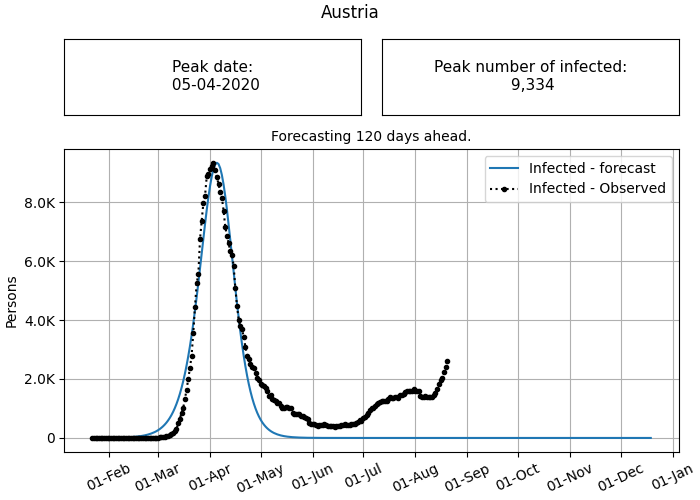 Austria
Peak date:
05-04-2020
Peak number of infected:
9,334
Forecasting 120 days ahead.
Infected - forecast
Infected - Observed
Persons
8.0K
6.0K
4.0K
2.0K
0
01-Feb
01-Mar
01-Apr
01-May
01-Jun
01-Jul
01-Aug
01-Sep
01-Oct
01-Nov
01-Dec
01-Jan